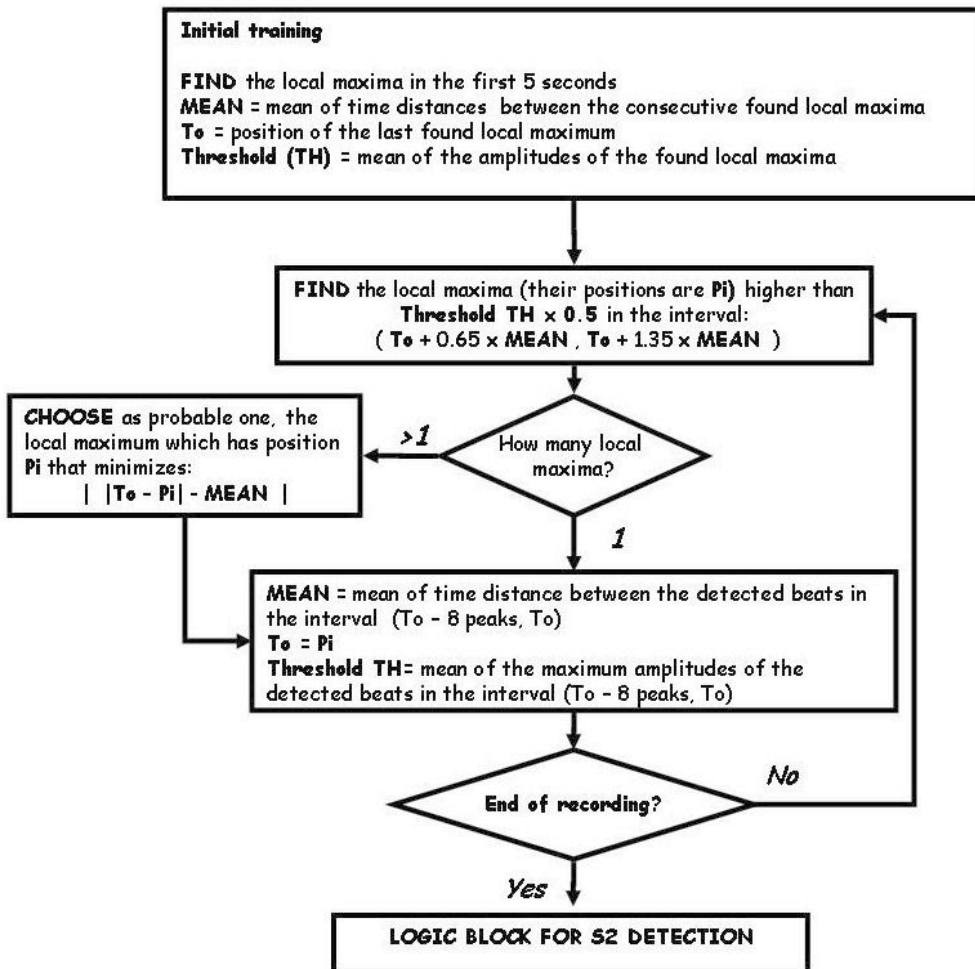 Initial training
FIND the local maxima in the first 5 seconds
MEAN = mean of time distances between the consecutive found local maxima
To = position of the last found local maximum
Threshold (TH) = mean of the amplitudes of the found local maxima
FIND the local maxima (their positions are Pi) higher than
Threshold TH x 0.5 in the interval:
( To + 0.65 x MEAN , To + 1.35 x MEAN )
How many local
maxima?
>1
CHOOSE as probable one, the
local maximum which has position
Pi that minimizes:
| |To - Pi| - MEAN |
1
MEAN = mean of time distance between the detected beats in
the interval (To - 8 peaks, To)
To = Pi
Threshold TH= mean of the maximum amplitudes of the
detected beats in the interval (To - 8 peaks, To)
End of recording?
No
Yes
LOGIC BLOCK FOR S2 DETECTION